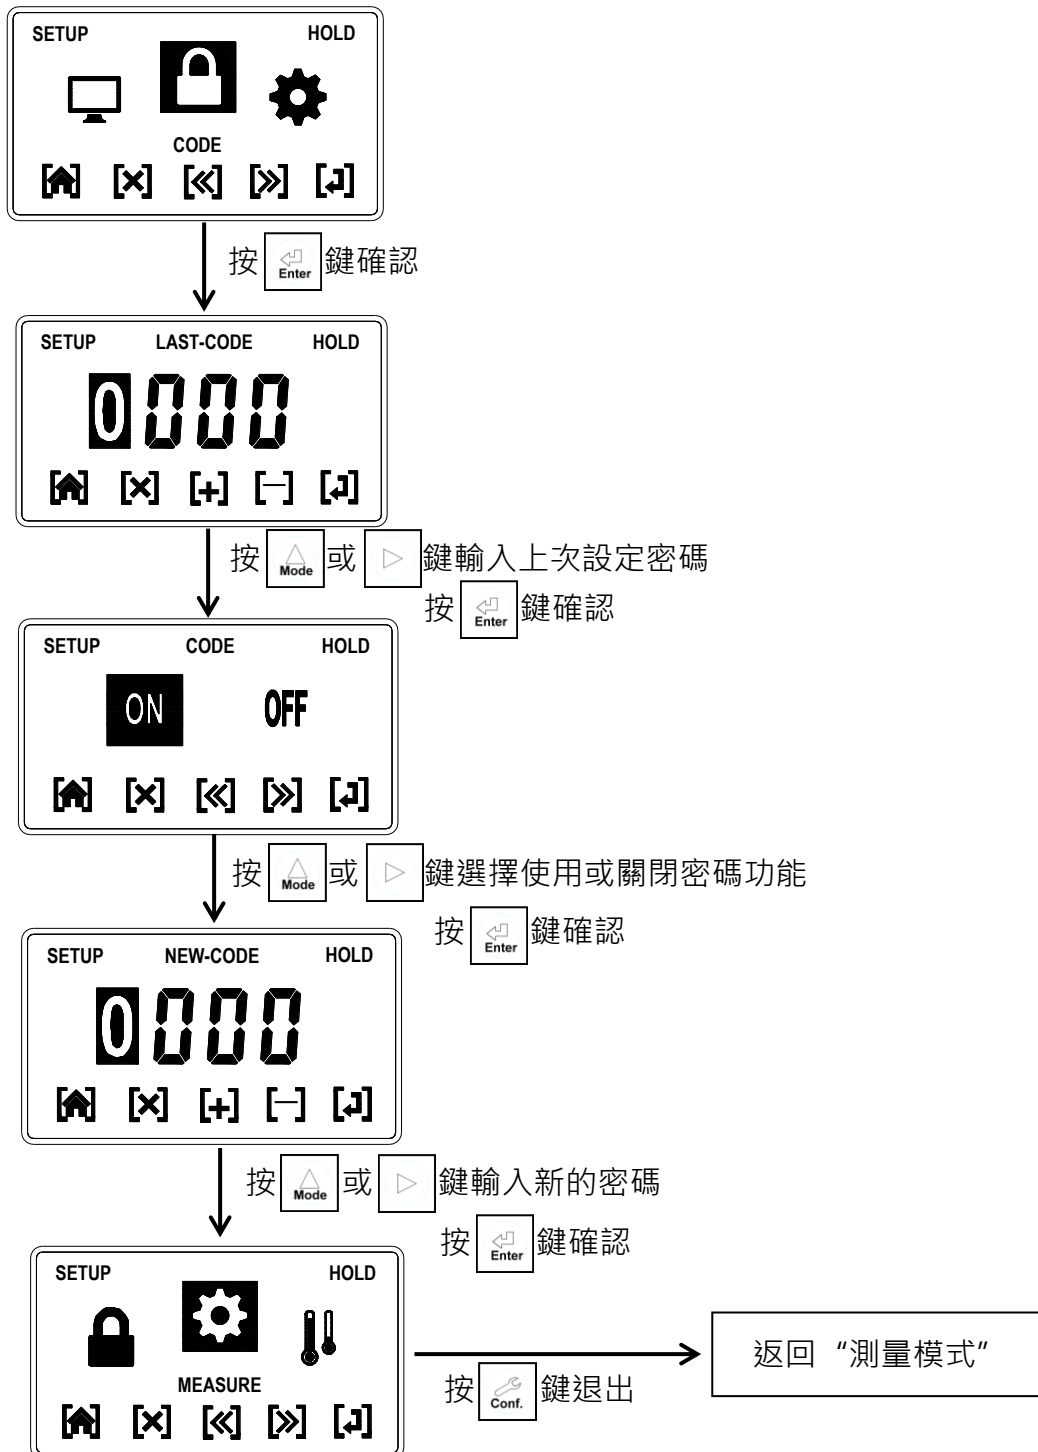 SETUP HOLD
CODE
按 Enter 鍵確認
SETUP LAST-CODE HOLD
0000
按 Mode 或 鍵輸入上次設定密碼
按 Enter 鍵確認
SETUP CODE HOLD
ON OFF
按 Mode 或 鍵選擇使用或關閉密碼功能
按 Enter 鍵確認
SETUP NEW-CODE HOLD
0000
按 Mode 或 鍵輸入新的密碼
按 Enter 鍵確認
SETUP HOLD
MEASURE
按 Conf. 鍵退出
返回“測量模式”